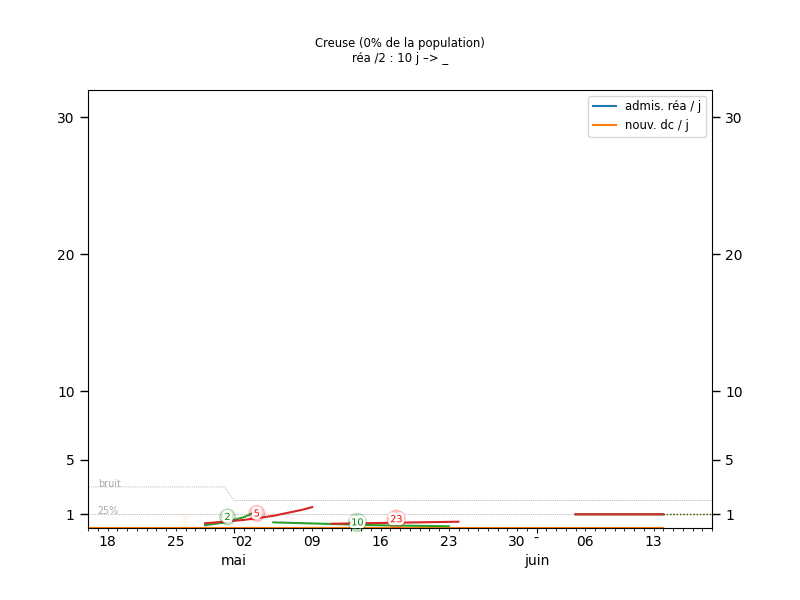 Creuse (0% de la population)
réa /2 : 10 j –> _
admis. réa / j
nouv. dc / j
30 30
20 20
10 10
5 5
bruit
25%
1 1
2 5 10 23
18 25 02 09 16 23 30 06 13
mai juin